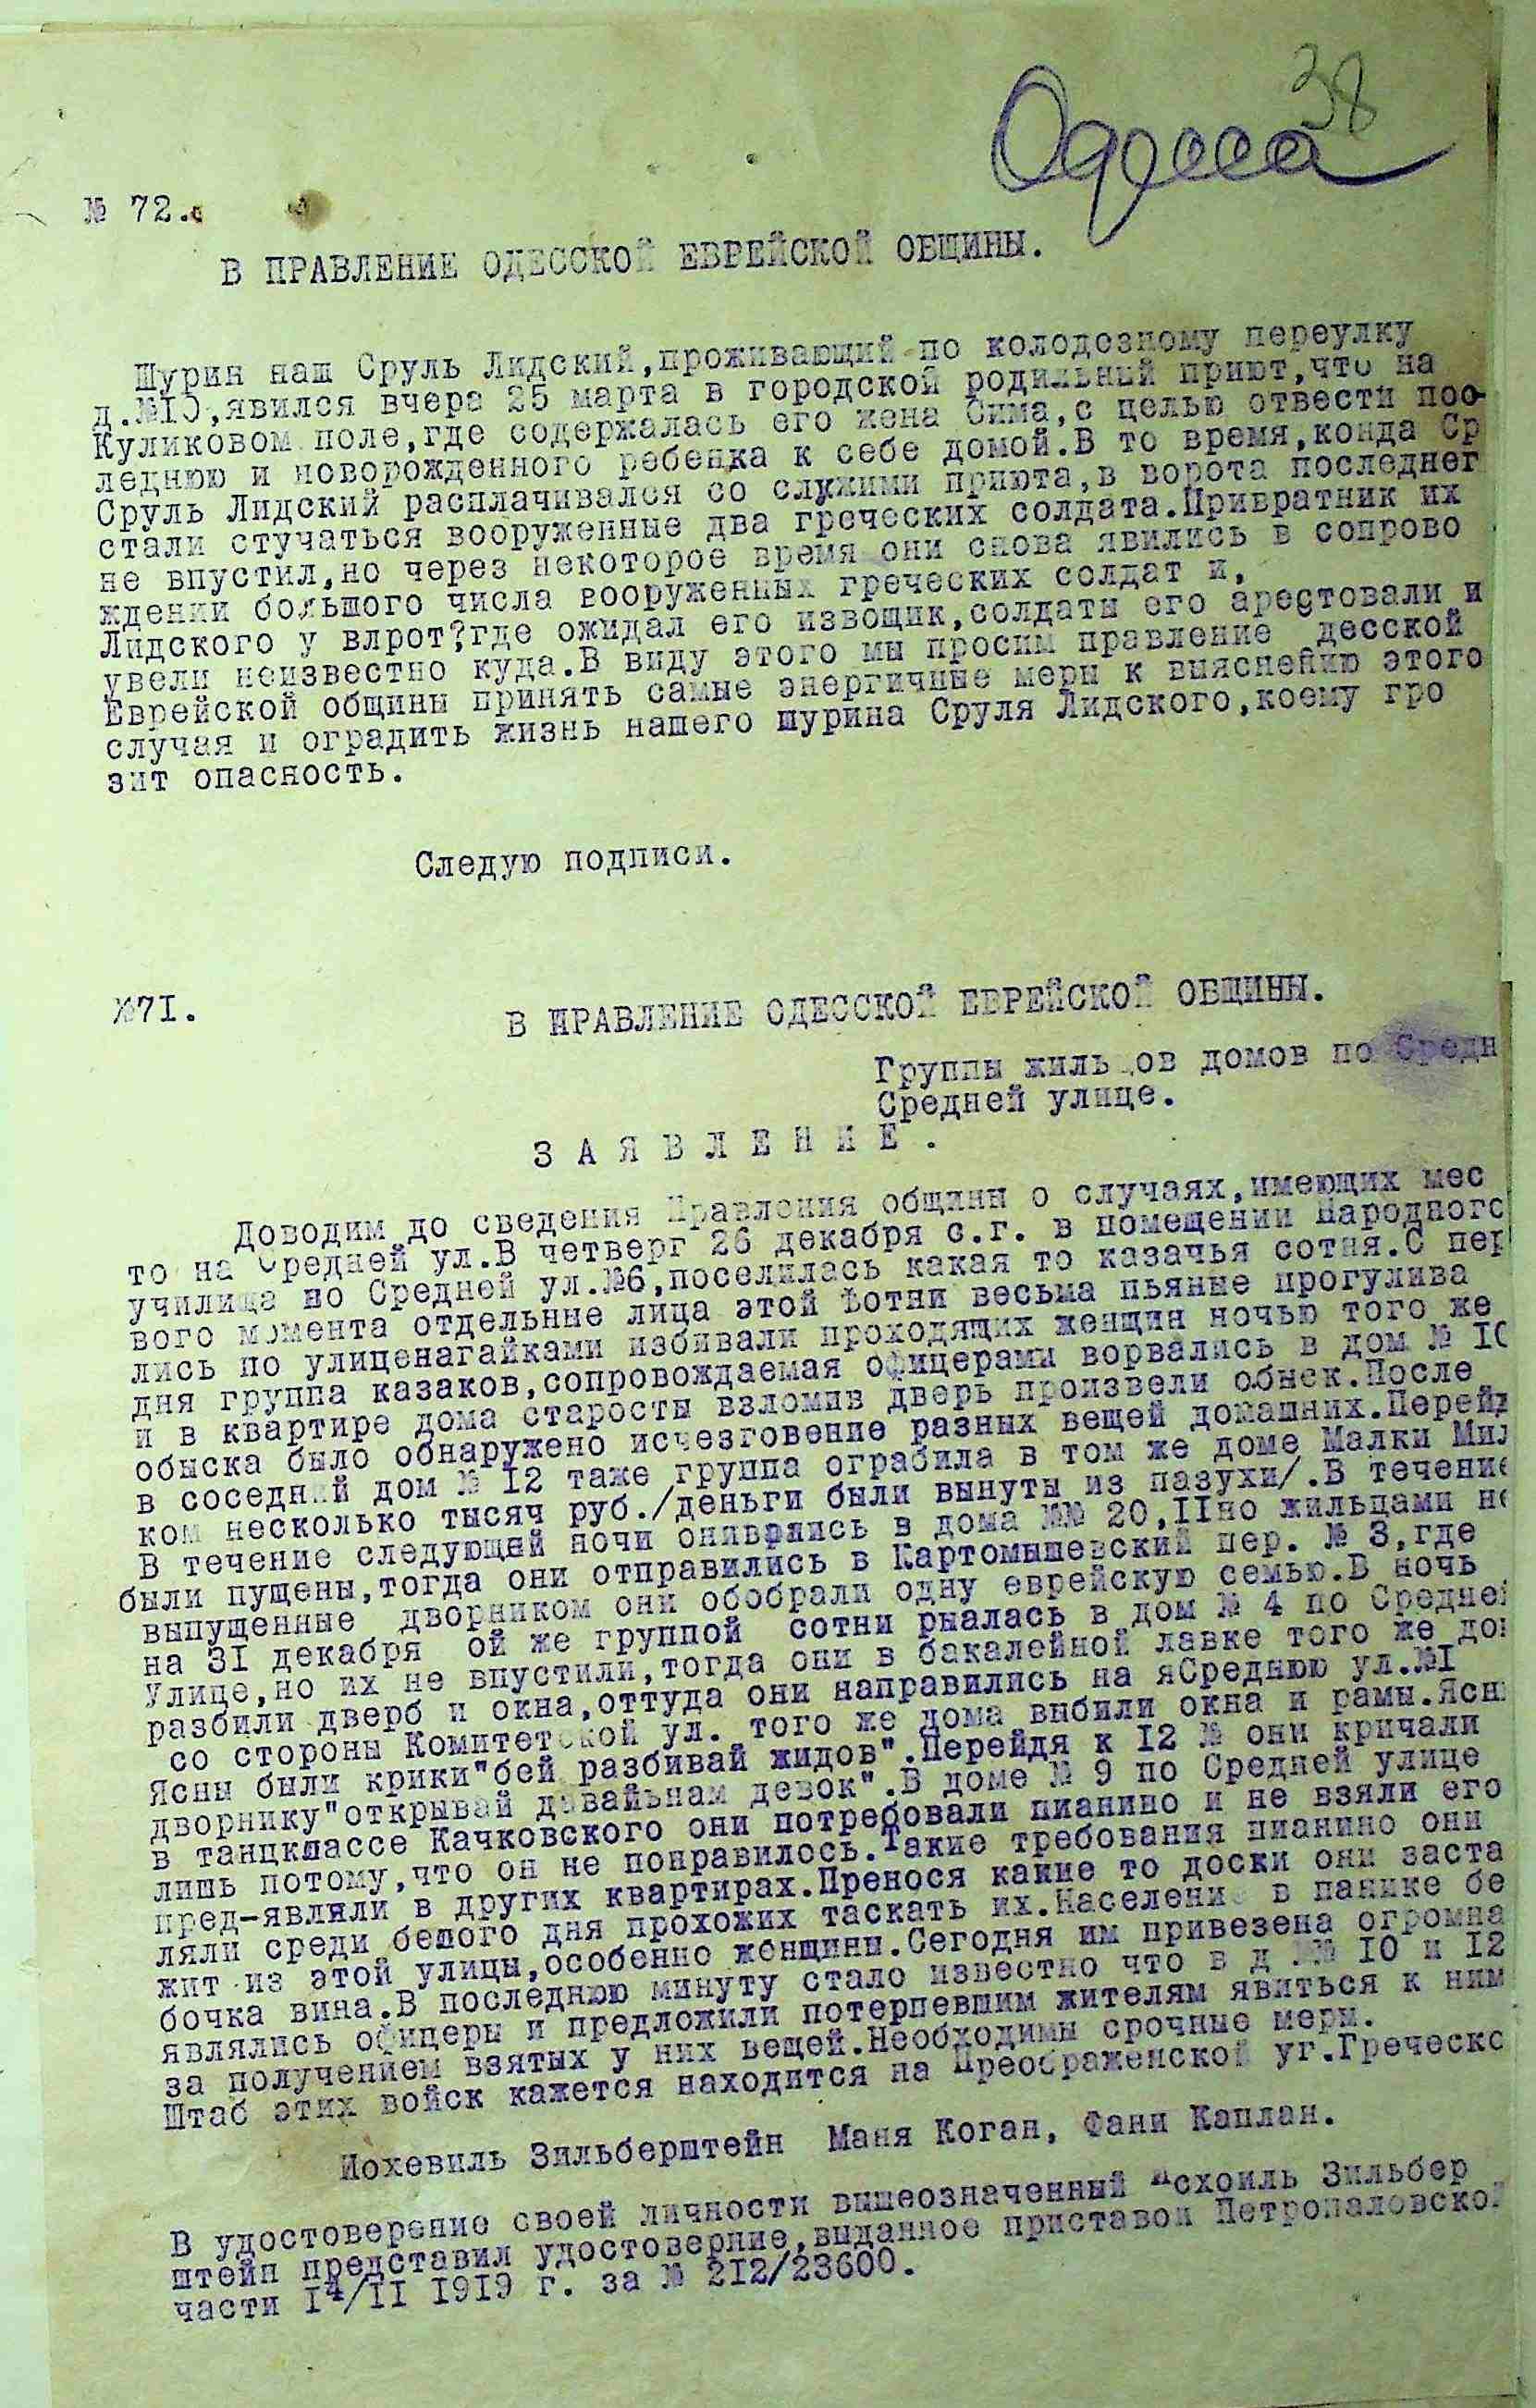 38
Одесса
№ 72.
В ПРАВЛЕНИЕ ОДЕССКОЙ ЕВРЕЙСКОЙ ОБЩИНЫ.
Шурин наш Сруль Лидский,проживающий по колодезному переулку
д.№10,явился вчера 25 марта в городской родильный приют,что на
Куликовом поле,где содержалась его жена Сима,с целью отвести поо-
леднюю и новорожденного ребенка к себе домой.В то время,конда Ср
Сруль Лидский расплачивался со служими приюта,в ворота последнег
стали стучаться вооруженные два греческих солдата.Привратник их
не впустил,но через некоторое время они снова явились в сопрово
ждении большого числа вооруженных греческих солдат и,
Лидского у влрот?где ожидал его извощик,солдаты его арестовали и
увели неизвестно куда.В виду этого мы просим правление десской
Еврейской общины принять самые энергичные меры к выяснению этого
случая и оградить жизнь нашего шурина Сруля Лидского,коему гро
зит опасность.
Следую подписи.
№71.
В ПРАВЛЕНИЕ ОДЕССКОЙ ЕВРЕЙСКОЙ ОБЩИНЫ.
Группы жиль ов домов по Средн
Средней улице.
З А Я В Л Е Н И Е .
Доводим до сведения Правления общины о случаях,имеющих мес
то на Средней ул.В четверг 26 декабря с.г. в помещении Народного
училища по Средней ул.№6,поселилась какая то казачья сотня.С пер
вого момента отдельные лица этой сотни весьма пьяные прогулива
лись по улиценагайками избивали проходящих женщин ночью того же
дня группа казаков,сопровождаемая офицерами ворвались в дом № 10
и в квартире дома старосты взломив дверь произвели обыск.После
обыска было обнаружено исчезговение разных вещей домашних.Перейд
в соседний дом № 12 таже группа ограбила в том же доме Малки Мил
ком несколько тысяч руб./деньги были вынуты из пазухи/.В течение
В течение следующей ночи они в дома №№ 20,11но жильцами не
были пущены,тогда они отправились в Картомышевский пер. № 3,где
выпущенные дворником они обобрали одну еврейскую семью.В ночь
на 31 декабря ой же группой сотни рвалась в дом № 4 по Средней
Улице,но их не впустили,тогда они в бакалейной лавке того же дом
разбили дверб и окна,оттуда они направились на яСреднюю ул.№1
со стороны Комитетской ул. того же дома выбили окна и рамы.Ясн
Ясны были крики"бей разбивай жидов".Перейдя к 12 № они кричали
дворнику"открывай давайьнам девок".В доме № 9 по Средней улице
в танцклассе Качковского они потребовали пианино и не взяли его
лишь потому,что он не понравилось.Такие требования пианино они
пред-являли в других квартирах.Пренося какие то доски они заста
ляли среди белого дня прохожих таскать их.Население в панике бе
жит из этой улицы,особенно женщины.Сегодня им привезена огромна
бочка вина.В последнюю минуту стало известно что в д №№ 10 и 12
являлись офицеры и предложили потерпевшим жителям явиться к ним
за получением взятых у них вещей.Необходимы срочные меры.
Штаб этих войск кажется находится на Преображенской уг.Греческо
Иохевиль Зильберштейн Маня Коган, Фани Каплан.
В удостоверение своей личности вышеозначенный Зильбер
штейн представил удостоверние,выданное приставом Петропаловской
части 14/II 1919 г. за № 212/23600.